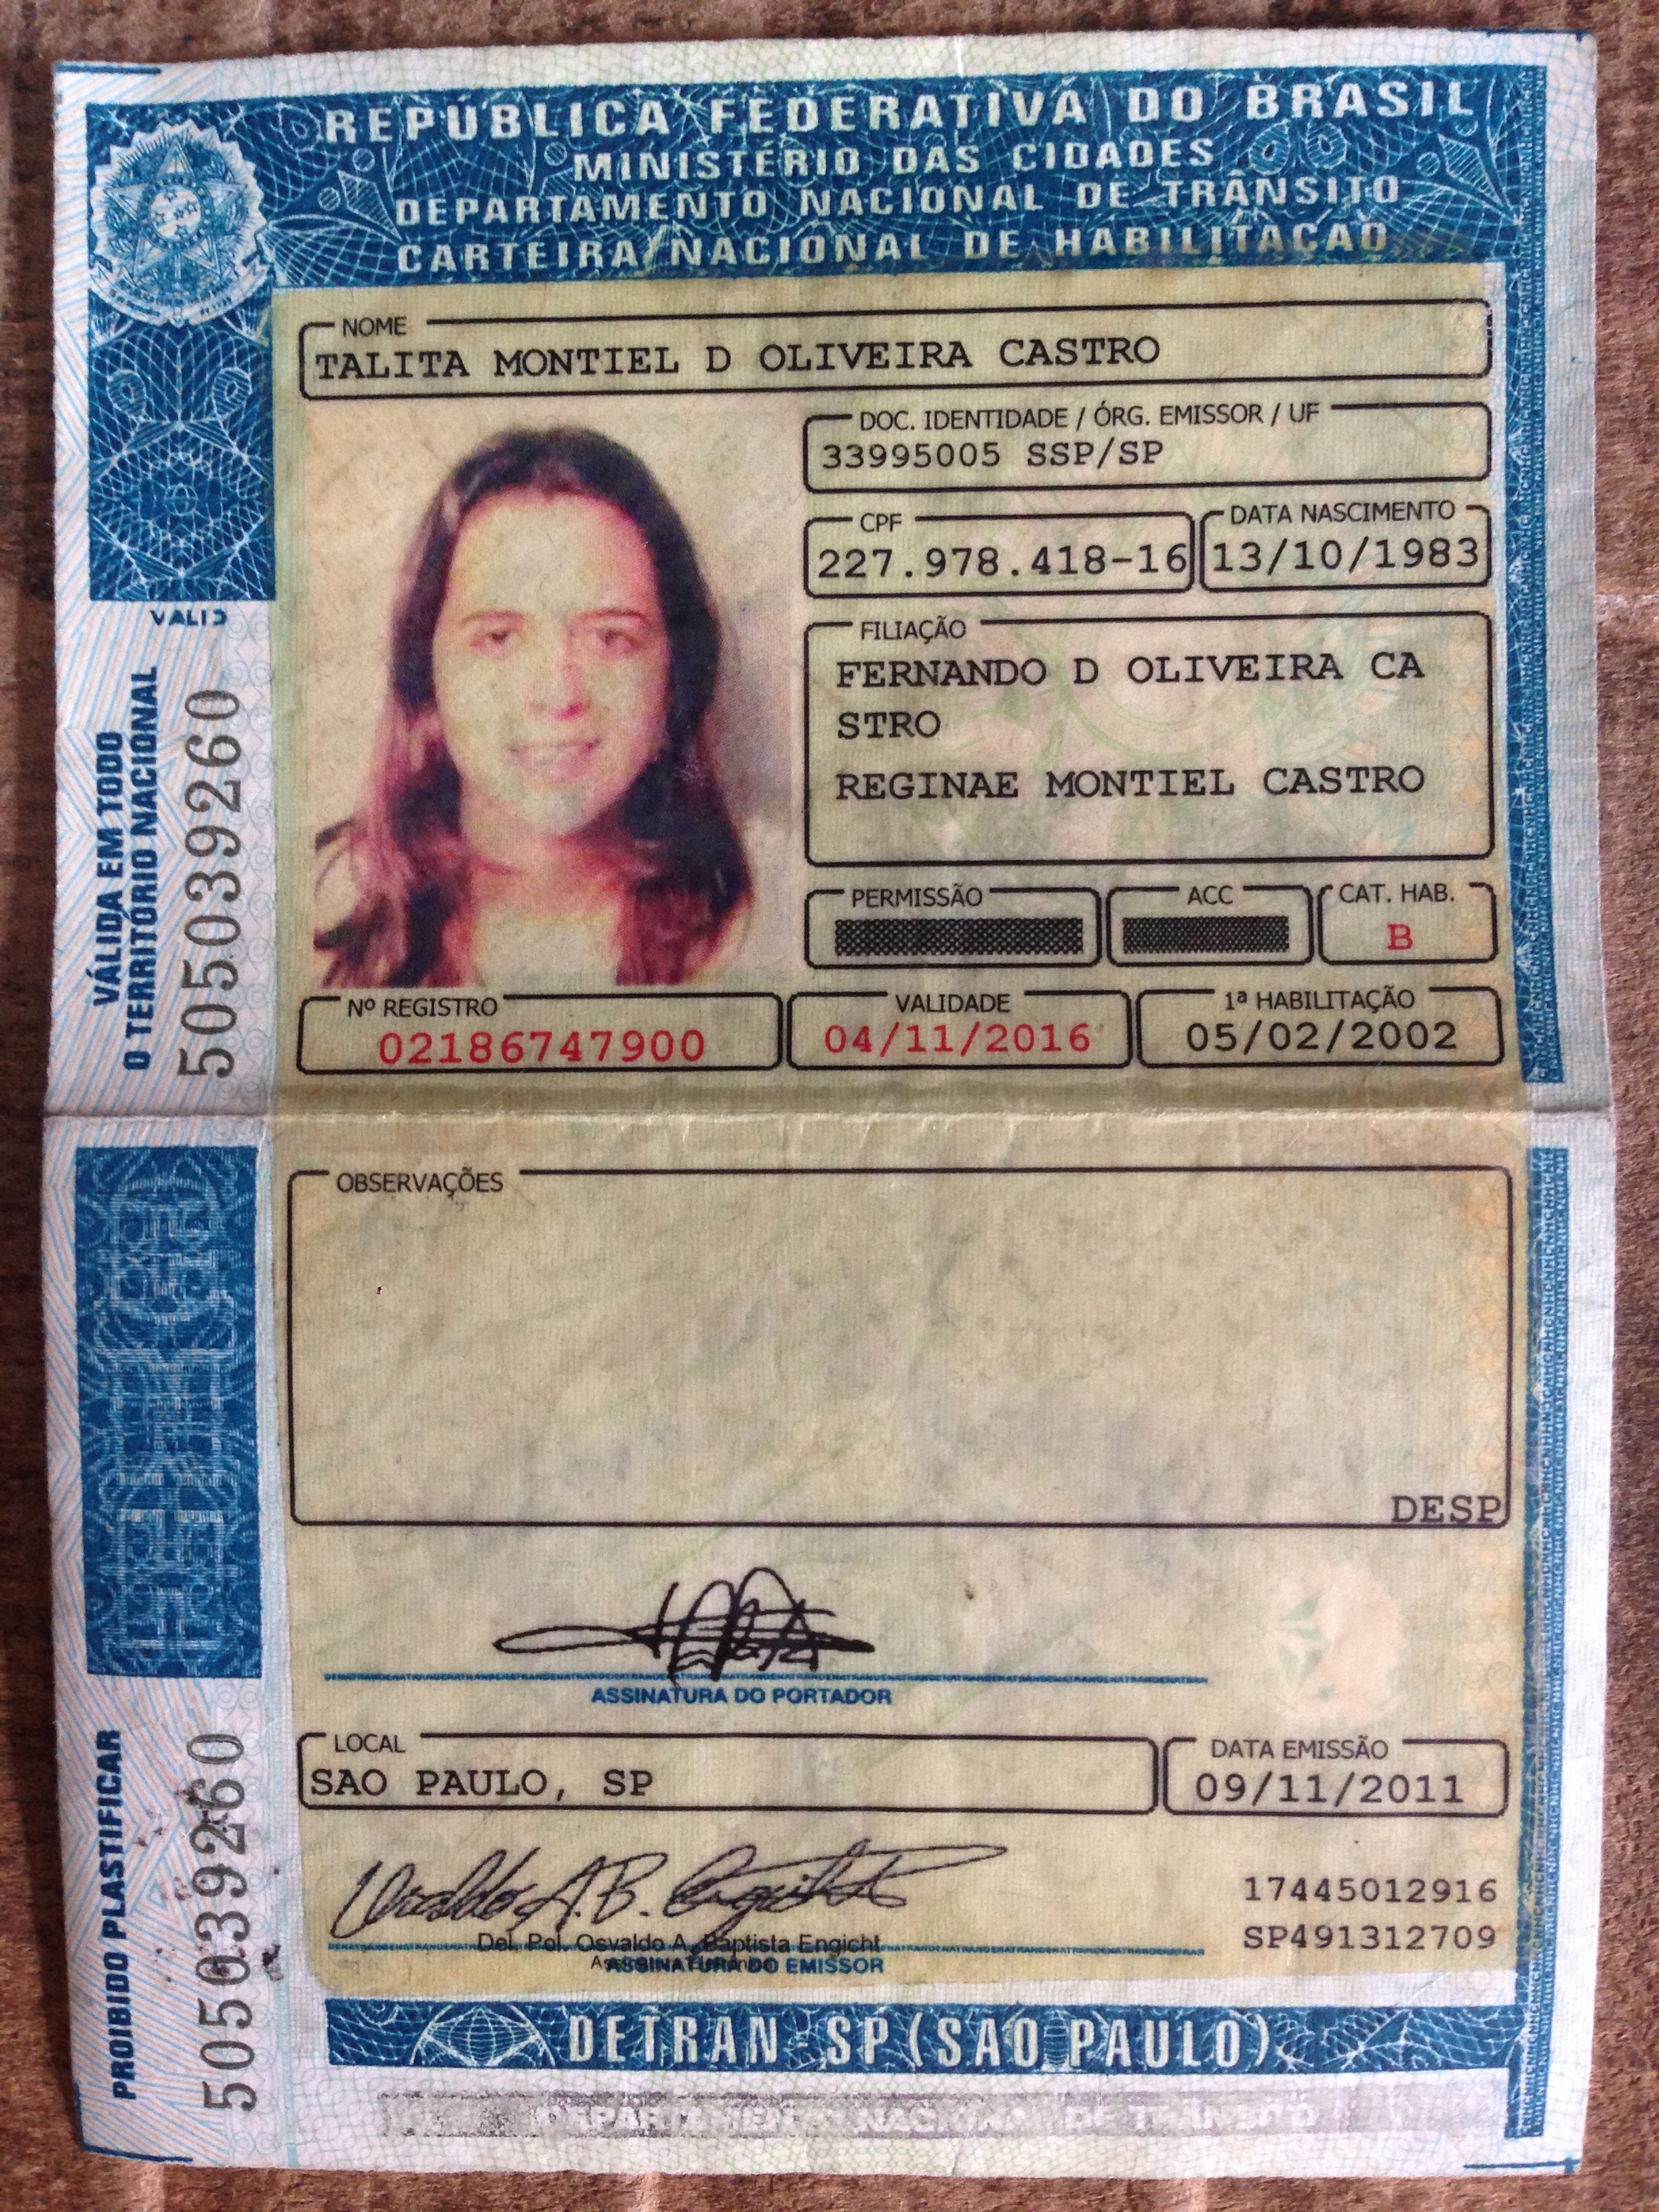 REPÚBLICA FEDERATIVA DO BRASIL
MINISTÉRIO DAS CIDADES
DEPARTAMENTO NACIONAL DE TRÂNSITO
CARTEIRA NACIONAL DE HABILITAÇÃO
NOME
TALITA MONTIEL D OLIVEIRA CASTRO
DOC. IDENTIDADE / ÓRG. EMISSOR / UF
33995005 SSP/SP
CPF
227.978.418-16
DATA NASCIMENTO
13/10/1983
FILIAÇÃO
FERNANDO D OLIVEIRA CA
STRO
REGINAE MONTIEL CASTRO
PERMISSÃO
ACC
CAT. HAB.
B
Nº REGISTRO
02186747900
VALIDADE
04/11/2016
1ª HABILITAÇÃO
05/02/2002
VÁLIDA EM TODO
O TERRITÓRIO NACIONAL
5050392​60
OBSERVAÇÕES
DESP
ASSINATURA DO PORTADOR
LOCAL
SAO PAULO, SP
DATA EMISSÃO
09/11/2011
Del. Pol. Osvaldo A. Baptista Engicht
ASSINATURA DO EMISSOR
17445012916
SP491312709
PROIBIDO PLASTIFICAR
505039260
DETRAN-SP (SAO PAULO)
DEPARTAMENTO NACIONAL DE TRANSITO